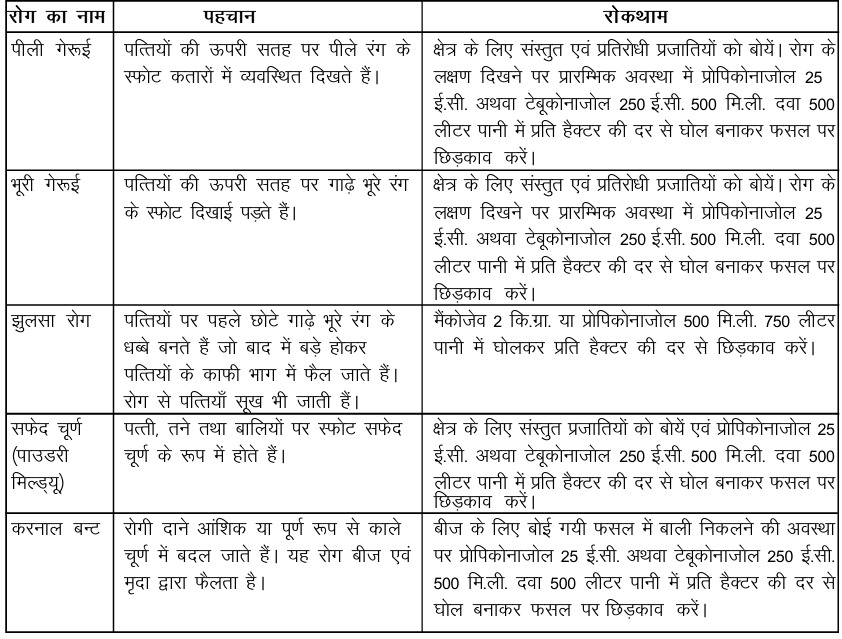 रोग का नाम पहचान रोकथाम
पीली गेरूई
पत्तियों की ऊपरी सतह पर पीले रंग के
स्फोट कतारों में व्यवस्थित दिखते हैं।
क्षेत्र के लिए संस्तुत एवं प्रतिरोधी प्रजातियों को बोयें। रोग के
लक्षण दिखने पर प्रारम्भिक अवस्था में प्रोपिकोनाजोल 25
ई.सी. अथवा टेबूकोनाजोल 250 ई.सी. 500 मि.ली. दवा 500
लीटर पानी में प्रति हैक्टर की दर से घोल बनाकर फसल पर
छिड़काव करें।
भूरी गेरूई
पत्तियों की ऊपरी सतह पर गाढ़े भूरे रंग
के स्फोट दिखाई पड़ते हैं।
क्षेत्र के लिए संस्तुत एवं प्रतिरोधी प्रजातियों को बोयें। रोग के
लक्षण दिखने पर प्रारम्भिक अवस्था में प्रोपिकोनाजोल 25
ई.सी. अथवा टेबूकोनाजोल 250 ई.सी. 500 मि.ली. दवा 500
लीटर पानी में प्रति हैक्टर की दर से घोल बनाकर फसल पर
छिड़काव करें।
झुलसा रोग
पत्तियों पर पहले छोटे गाढ़े भूरे रंग के
धब्बे बनते हैं जो बाद में बड़े होकर
पत्तियों के काफी भाग में फैल जाते हैं।
रोग से पत्तियाँ सूख भी जाती हैं।
मैंकोजेव 2 कि.ग्रा. या प्रोपिकोनाजोल 500 मि.ली. 750 लीटर
पानी में घोलकर प्रति हैक्टर की दर से छिड़काव करें।
सफेद चूर्ण
(पाउडरी
मिल्ड्यू)
पत्ती, तने तथा बालियों पर स्फोट सफेद
चूर्ण के रूप में होते हैं।
क्षेत्र के लिए संस्तुत प्रजातियों को बोयें एवं प्रोपिकोनाजोल 25
ई.सी. अथवा टेबूकोनाजोल 250 ई.सी. 500 मि.ली. दवा 500
लीटर पानी में प्रति हैक्टर की दर से घोल बनाकर फसल पर
छिड़काव करें।
करनाल बन्ट
रोगी दाने आंशिक या पूर्ण रूप से काले
चूर्ण में बदल जाते हैं। यह रोग बीज एवं
मृदा द्वारा फैलता है।
बीज के लिए बोई गयी फसल में बाली निकलने की अवस्था
पर प्रोपिकोनाजोल 25 ई.सी. अथवा टेबूकोनाजोल 250 ई.सी.
500 मि.ली. दवा 500 लीटर पानी में प्रति हैक्टर की दर से
घोल बनाकर फसल पर छिड़काव करें।